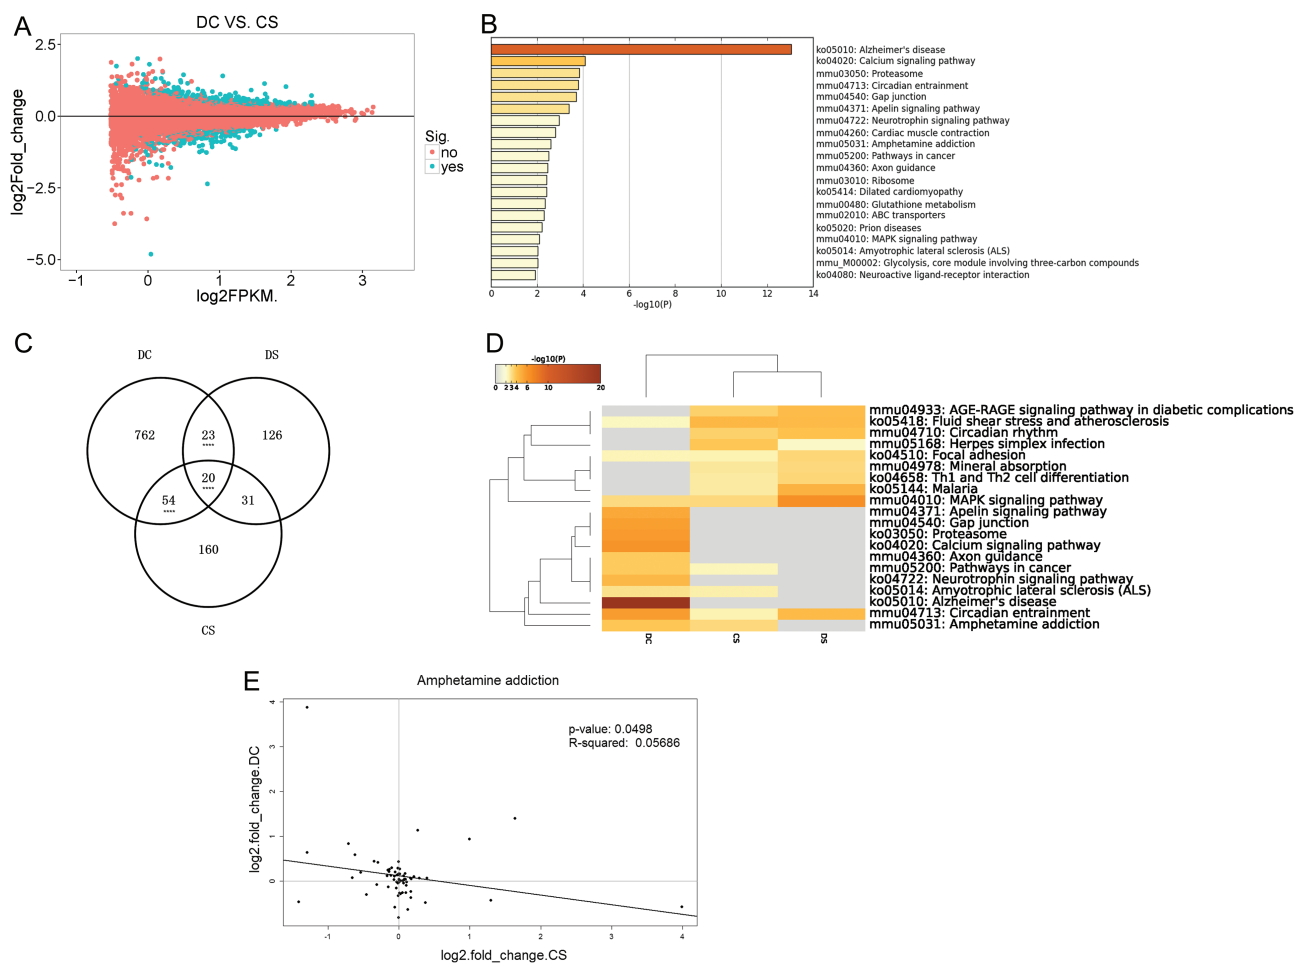 A
DC VS. CS
2.5
0.0
−2.5
−5.0
log2Fold_change
−1
0
1
2
3
log2FPKM.
Sig.
no
yes
B
ko05010: Alzheimer's disease
ko04020: Calcium signaling pathway
mmu03050: Proteasome
mmu04713: Circadian entrainment
mmu04540: Gap junction
mmu04371: Apelin signaling pathway
mmu04722: Neurotrophin signaling pathway
mmu04260: Cardiac muscle contraction
mmu05031: Amphetamine addiction
mmu05200: Pathways in cancer
mmu04360: Axon guidance
mmu03010: Ribosome
ko05414: Dilated cardiomyopathy
mmu00480: Glutathione metabolism
mmu02010: ABC transporters
ko05020: Prion diseases
mmu04010: MAPK signaling pathway
ko05014: Amyotrophic lateral sclerosis (ALS)
mmu_M00002: Glycolysis, core module involving three-carbon compounds
ko04080: Neuroactive ligand-receptor interaction
0 2 4 6 8 10 12 14
-log10(P)
C
DC
DS
762
23
****
126
20
****
54
****
31
160
CS
D
-log10(P)
0 2 3 4 6 10 20
mmu04933: AGE-RAGE signaling pathway in diabetic complications
ko05418: Fluid shear stress and atherosclerosis
mmu04710: Circadian rhythm
mmu05168: Herpes simplex infection
ko04510: Focal adhesion
mmu04978: Mineral absorption
ko04658: Th1 and Th2 cell differentiation
ko05144: Malaria
mmu04010: MAPK signaling pathway
mmu04371: Apelin signaling pathway
mmu04540: Gap junction
ko03050: Proteasome
ko04020: Calcium signaling pathway
mmu04360: Axon guidance
mmu05200: Pathways in cancer
ko04722: Neurotrophin signaling pathway
ko05014: Amyotrophic lateral sclerosis (ALS)
ko05010: Alzheimer's disease
mmu04713: Circadian entrainment
mmu05031: Amphetamine addiction
DC
CS
DS
E
Amphetamine addiction
p-value: 0.0498
R-squared: 0.05686
4
3
2
1
0
log2.fold_change.DC
-1 0 1 2 3 4
log2.fold_change.CS